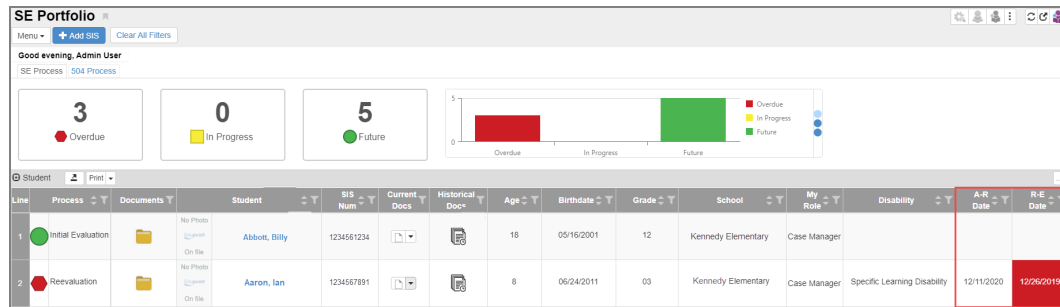 SE Portfolio
Menu + Add SIS Clear All Filters
Good evening, Admin User
SE Process 504 Process
3
Overdue
0
In Progress
5
Future
5
0
Overdue In Progress Future
Overdue
In Progress
Future
Student Print
Line Process Documents Student SIS Num Current Docs Historical Doc= Age Birthdate Grade School My Role Disability A-R Date R-E Date
1 Initial Evaluation No Photo On file Abbott, Billy 1234561234 18 05/16/2001 12 Kennedy Elementary Case Manager
2 Reevaluation No Photo On file Aaron, Ian 1234567891 8 06/24/2011 03 Kennedy Elementary Case Manager Specific Learning Disability 12/11/2020 12/26/2019